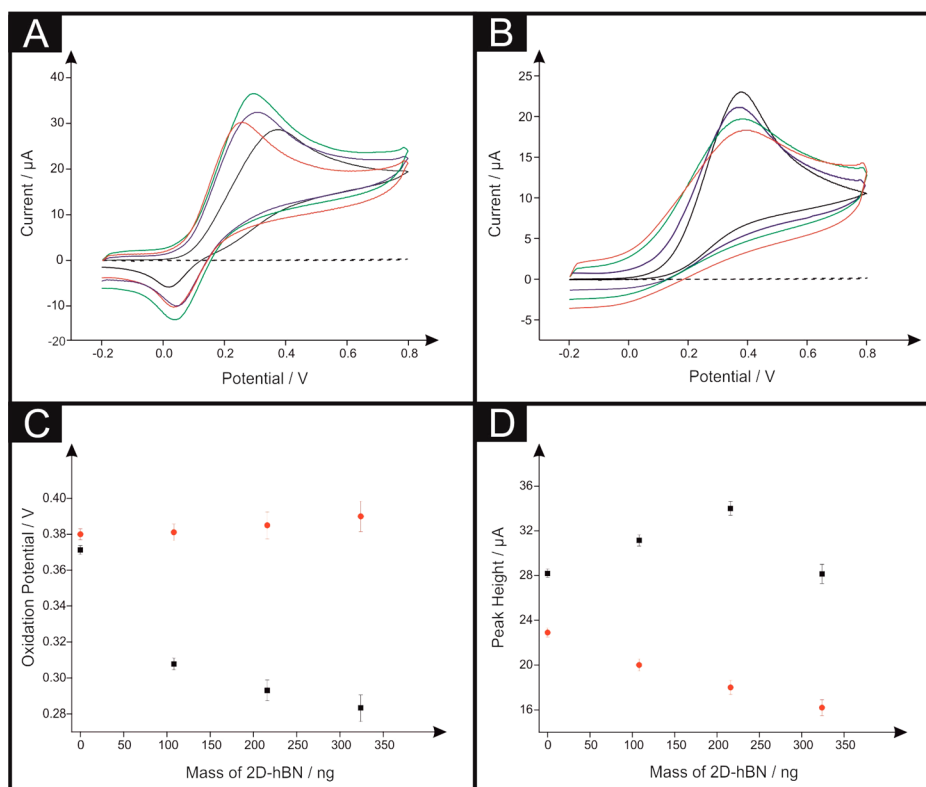 A
Current / µA
40
30
20
10
0
-10
-20
-0.2 0.0 0.2 0.4 0.6 0.8
Potential / V
B
Current / µA
25
20
15
10
5
0
-5
-0.2 0.0 0.2 0.4 0.6 0.8
Potential / V
C
Oxidation Potential / V
0.40
0.38
0.36
0.34
0.32
0.30
0.28
0 50 100 150 200 250 300 350
Mass of 2D-hBN / ng
D
Peak Height / µA
36
32
28
24
20
16
0 50 100 150 200 250 300 350
Mass of 2D-hBN / ng